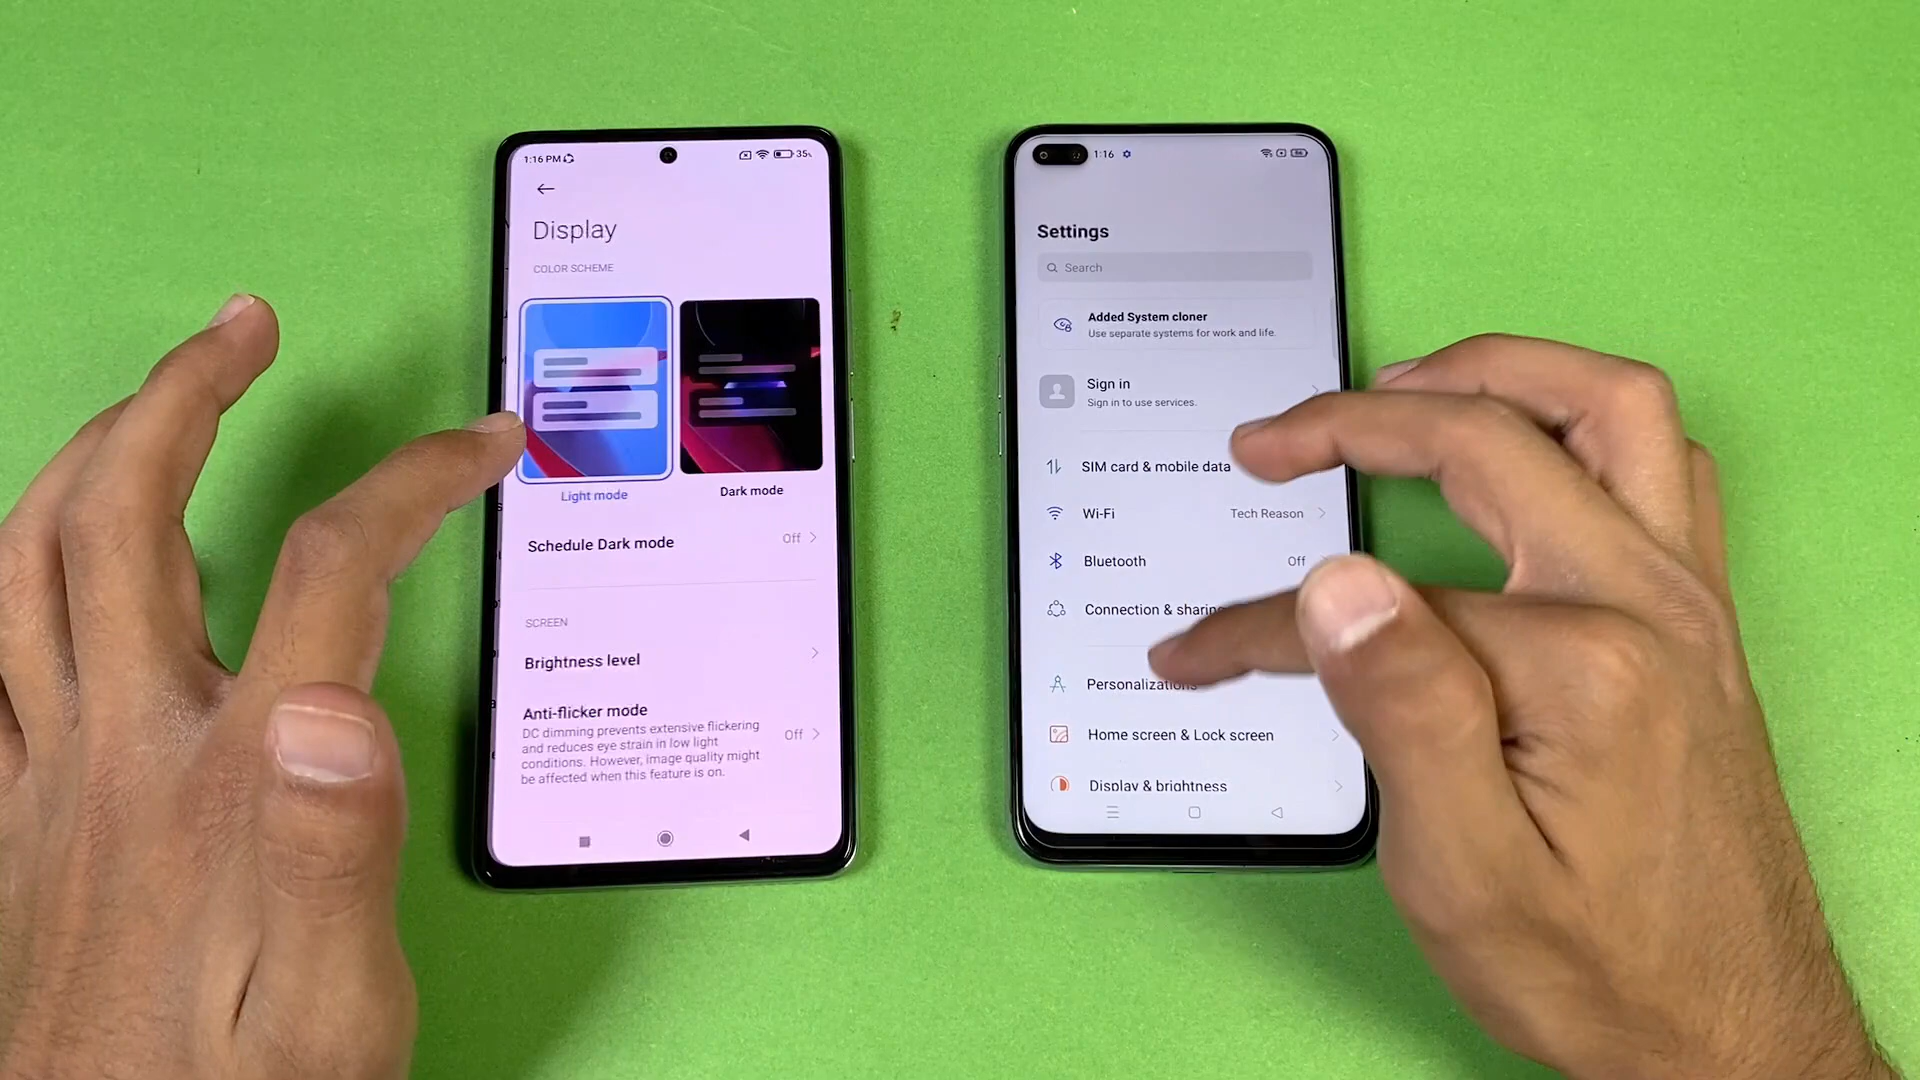 1:16 PM
35%
Display
COLOR SCHEME
Light mode
Dark mode
Schedule Dark mode
Off
SCREEN
Brightness level
Anti-flicker mode
DC dimming prevents extensive flickering
and reduces eye strain in low light
conditions. However, image quality might
be affected when this feature is on.
Off
1:16
Settings
Search
Added System cloner
Use separate systems for work and life.
Sign in
Sign in to use services.
SIM card & mobile data
Wi-Fi
Tech Reason
Bluetooth
Off
Connection & sharing
Personalizations
Home screen & Lock screen
Display & brightness